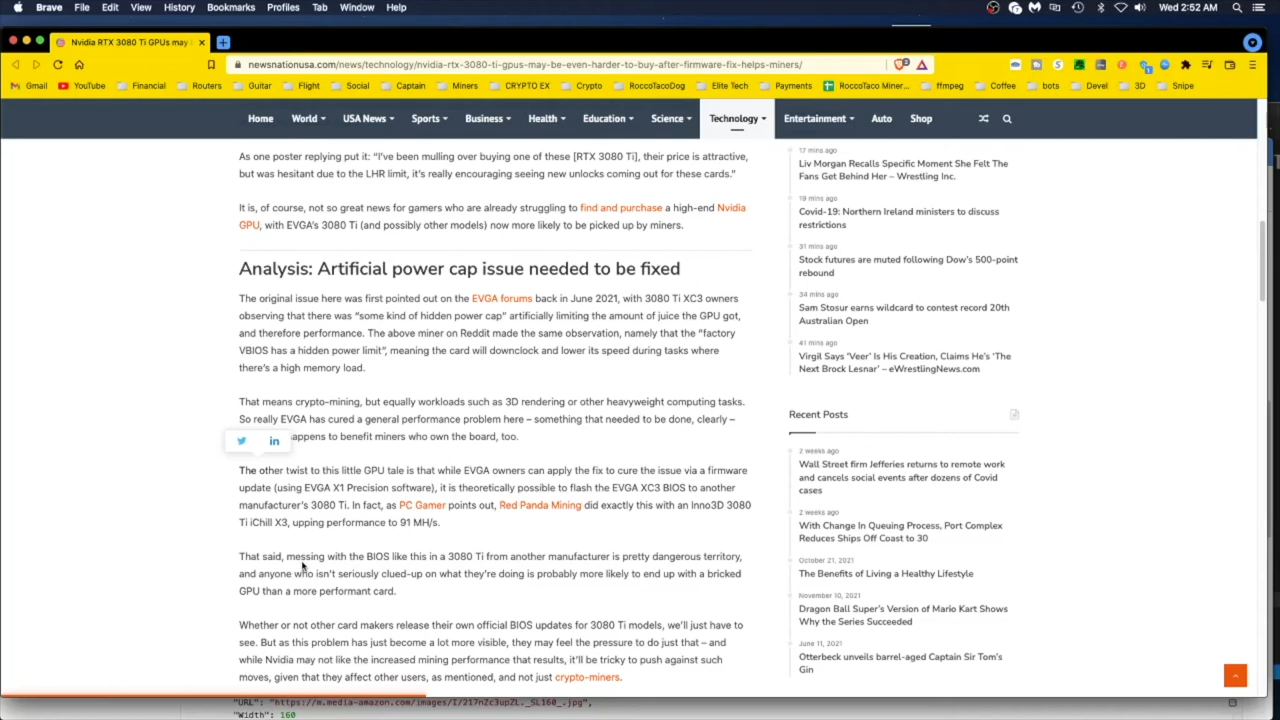 Brave File Edit View History Bookmarks Profiles Tab Window Help Wed 2:52 AM
Nvidia RTX 3080 Ti GPUs may
newsnationusa.com/news/technology/nvidia-rtx-3080-ti-gpus-may-be-even-harder-to-buy-after-firmware-fix-helps-miners/
Gmail YouTube Financial Routers Guitar Flight Social Captain Miners CRYPTO EX Crypto RoccoTacoDog Elite Tech Payments RoccoTaco Miner... ffmpeg Coffee bots Devel 3D Snipe
Home World USA News Sports Business Health Education Science Technology Entertainment Auto Shop
As one poster replying put it: “I’ve been mulling over buying one of these [RTX 3080 Ti], their price is attractive,
but was hesitant due to the LHR limit, it’s really encouraging seeing new unlocks coming out for these cards.”
It is, of course, not so great news for gamers who are already struggling to find and purchase a high-end Nvidia
GPU, with EVGA’s 3080 Ti (and possibly other models) now more likely to be picked up by miners.
Analysis: Artificial power cap issue needed to be fixed
The original issue here was first pointed out on the EVGA forums back in June 2021, with 3080 Ti XC3 owners
observing that there was “some kind of hidden power cap” artificially limiting the amount of juice the GPU got,
and therefore performance. The above miner on Reddit made the same observation, namely that the “factory
VBIOS has a hidden power limit”, meaning the card will downclock and lower its speed during tasks where
there’s a high memory load.
That means crypto-mining, but equally workloads such as 3D rendering or other heavyweight computing tasks.
So really EVGA has cured a general performance problem here – something that needed to be done, clearly –
appens to benefit miners who own the board, too.
The other twist to this little GPU tale is that while EVGA owners can apply the fix to cure the issue via a firmware
update (using EVGA X1 Precision software), it is theoretically possible to flash the EVGA XC3 BIOS to another
manufacturer’s 3080 Ti. In fact, as PC Gamer points out, Red Panda Mining did exactly this with an Inno3D 3080
Ti iChill X3, upping performance to 91 MH/s.
That said, messing with the BIOS like this in a 3080 Ti from another manufacturer is pretty dangerous territory,
and anyone who isn’t seriously clued-up on what they’re doing is probably more likely to end up with a bricked
GPU than a more performant card.
Whether or not other card makers release their own official BIOS updates for 3080 Ti models, we’ll just have to
see. But as this problem has just become a lot more visible, they may feel the pressure to do just that – and
while Nvidia may not like the increased mining performance that results, it’ll be tricky to push against such
moves, given that they affect other users, as mentioned, and not just crypto-miners.
17 mins ago
Liv Morgan Recalls Specific Moment She Felt The
Fans Get Behind Her – Wrestling Inc.
19 mins ago
Covid-19: Northern Ireland ministers to discuss
restrictions
31 mins ago
Stock futures are muted following Dow’s 500-point
rebound
34 mins ago
Sam Stosur earns wildcard to contest record 20th
Australian Open
41 mins ago
Virgil Says ‘Veer’ Is His Creation, Claims He’s ‘The
Next Brock Lesnar’ – eWrestlingNews.com
Recent Posts
2 weeks ago
Wall Street firm Jefferies returns to remote work
and cancels social events after dozens of Covid
cases
2 weeks ago
With Change In Queuing Process, Port Complex
Reduces Ships Off Coast to 30
October 21, 2021
The Benefits of Living a Healthy Lifestyle
November 10, 2021
Dragon Ball Super’s Version of Mario Kart Shows
Why the Series Succeeded
June 11, 2021
Otterbeck unveils barrel-aged Captain Sir Tom’s
Gin
"URL": "https://m.media-amazon.com/images/I/217nZc3upZL._SL160_.jpg",
"Width": 160